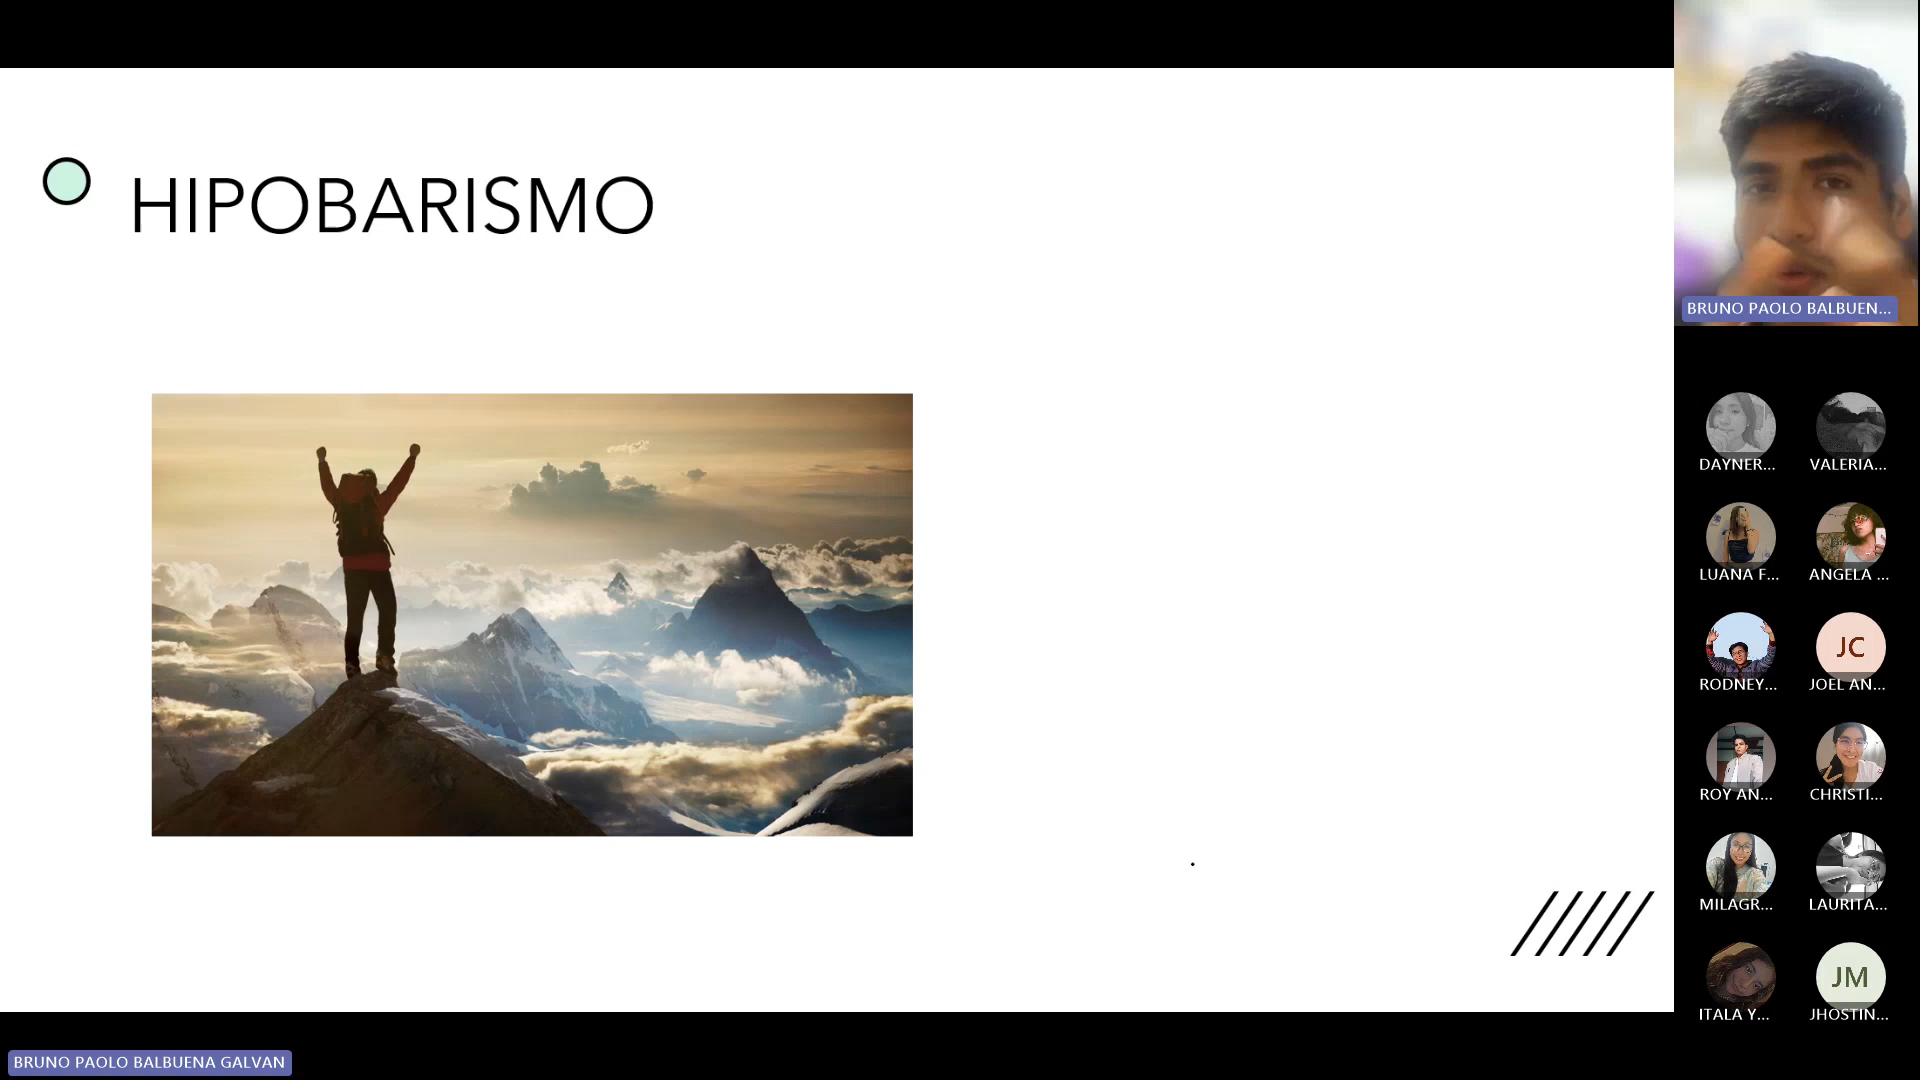 HIPOBARISMO
BRUNO PAOLO BALBUEN...
DAYNER...
VALERIA...
LUANA F...
ANGELA ...
JC
RODNEY...
JOEL AN...
ROY AN...
CHRISTI...
MILAGR...
LAURITA...
JM
ITALA Y...
JHOSTIN...
BRUNO PAOLO BALBUENA GALVAN